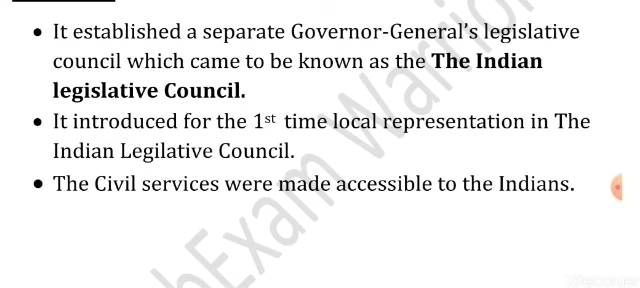 • It established a separate Governor-General's legislative
council which came to be known as the The Indian
legislative Council.
• It introduced for the 1st time local representation in The
Indian Legilative Council.
• The Civil services were made accessible to the Indians.
Exam Warrio